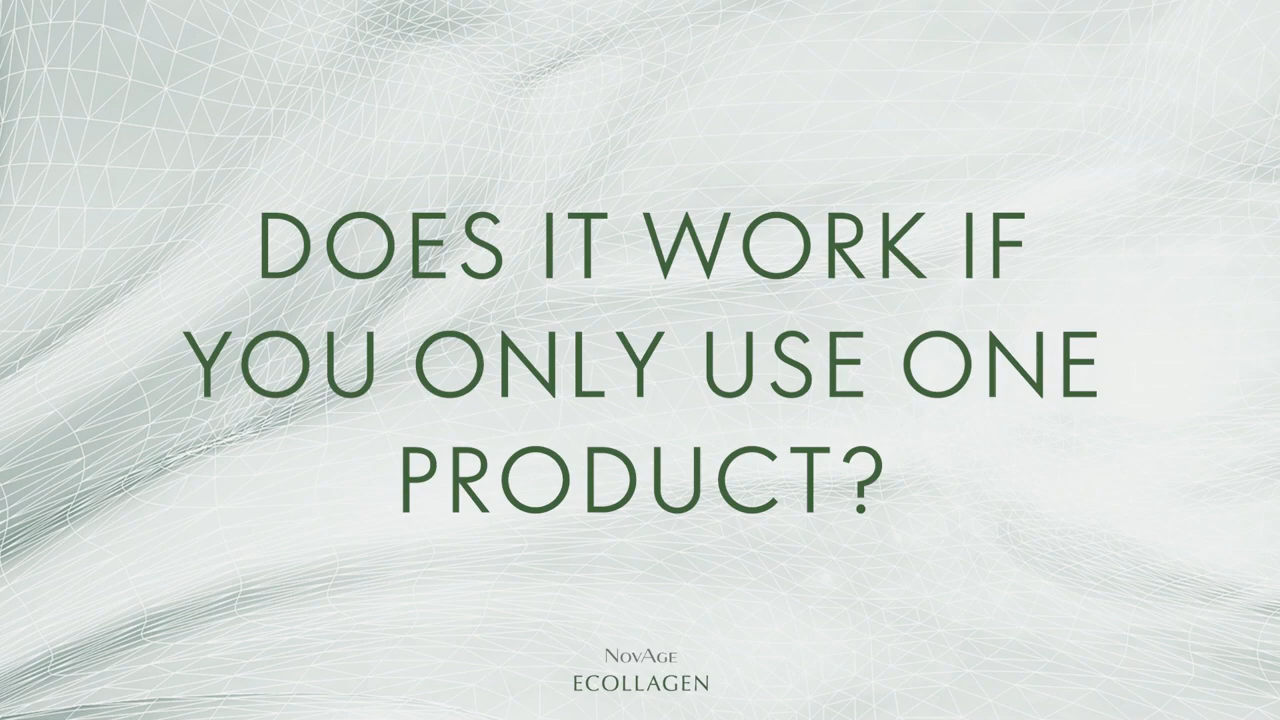 DOES IT WORK IF
YOU ONLY USE ONE
PRODUCT?
NOVAGE
ECOLLAGEN